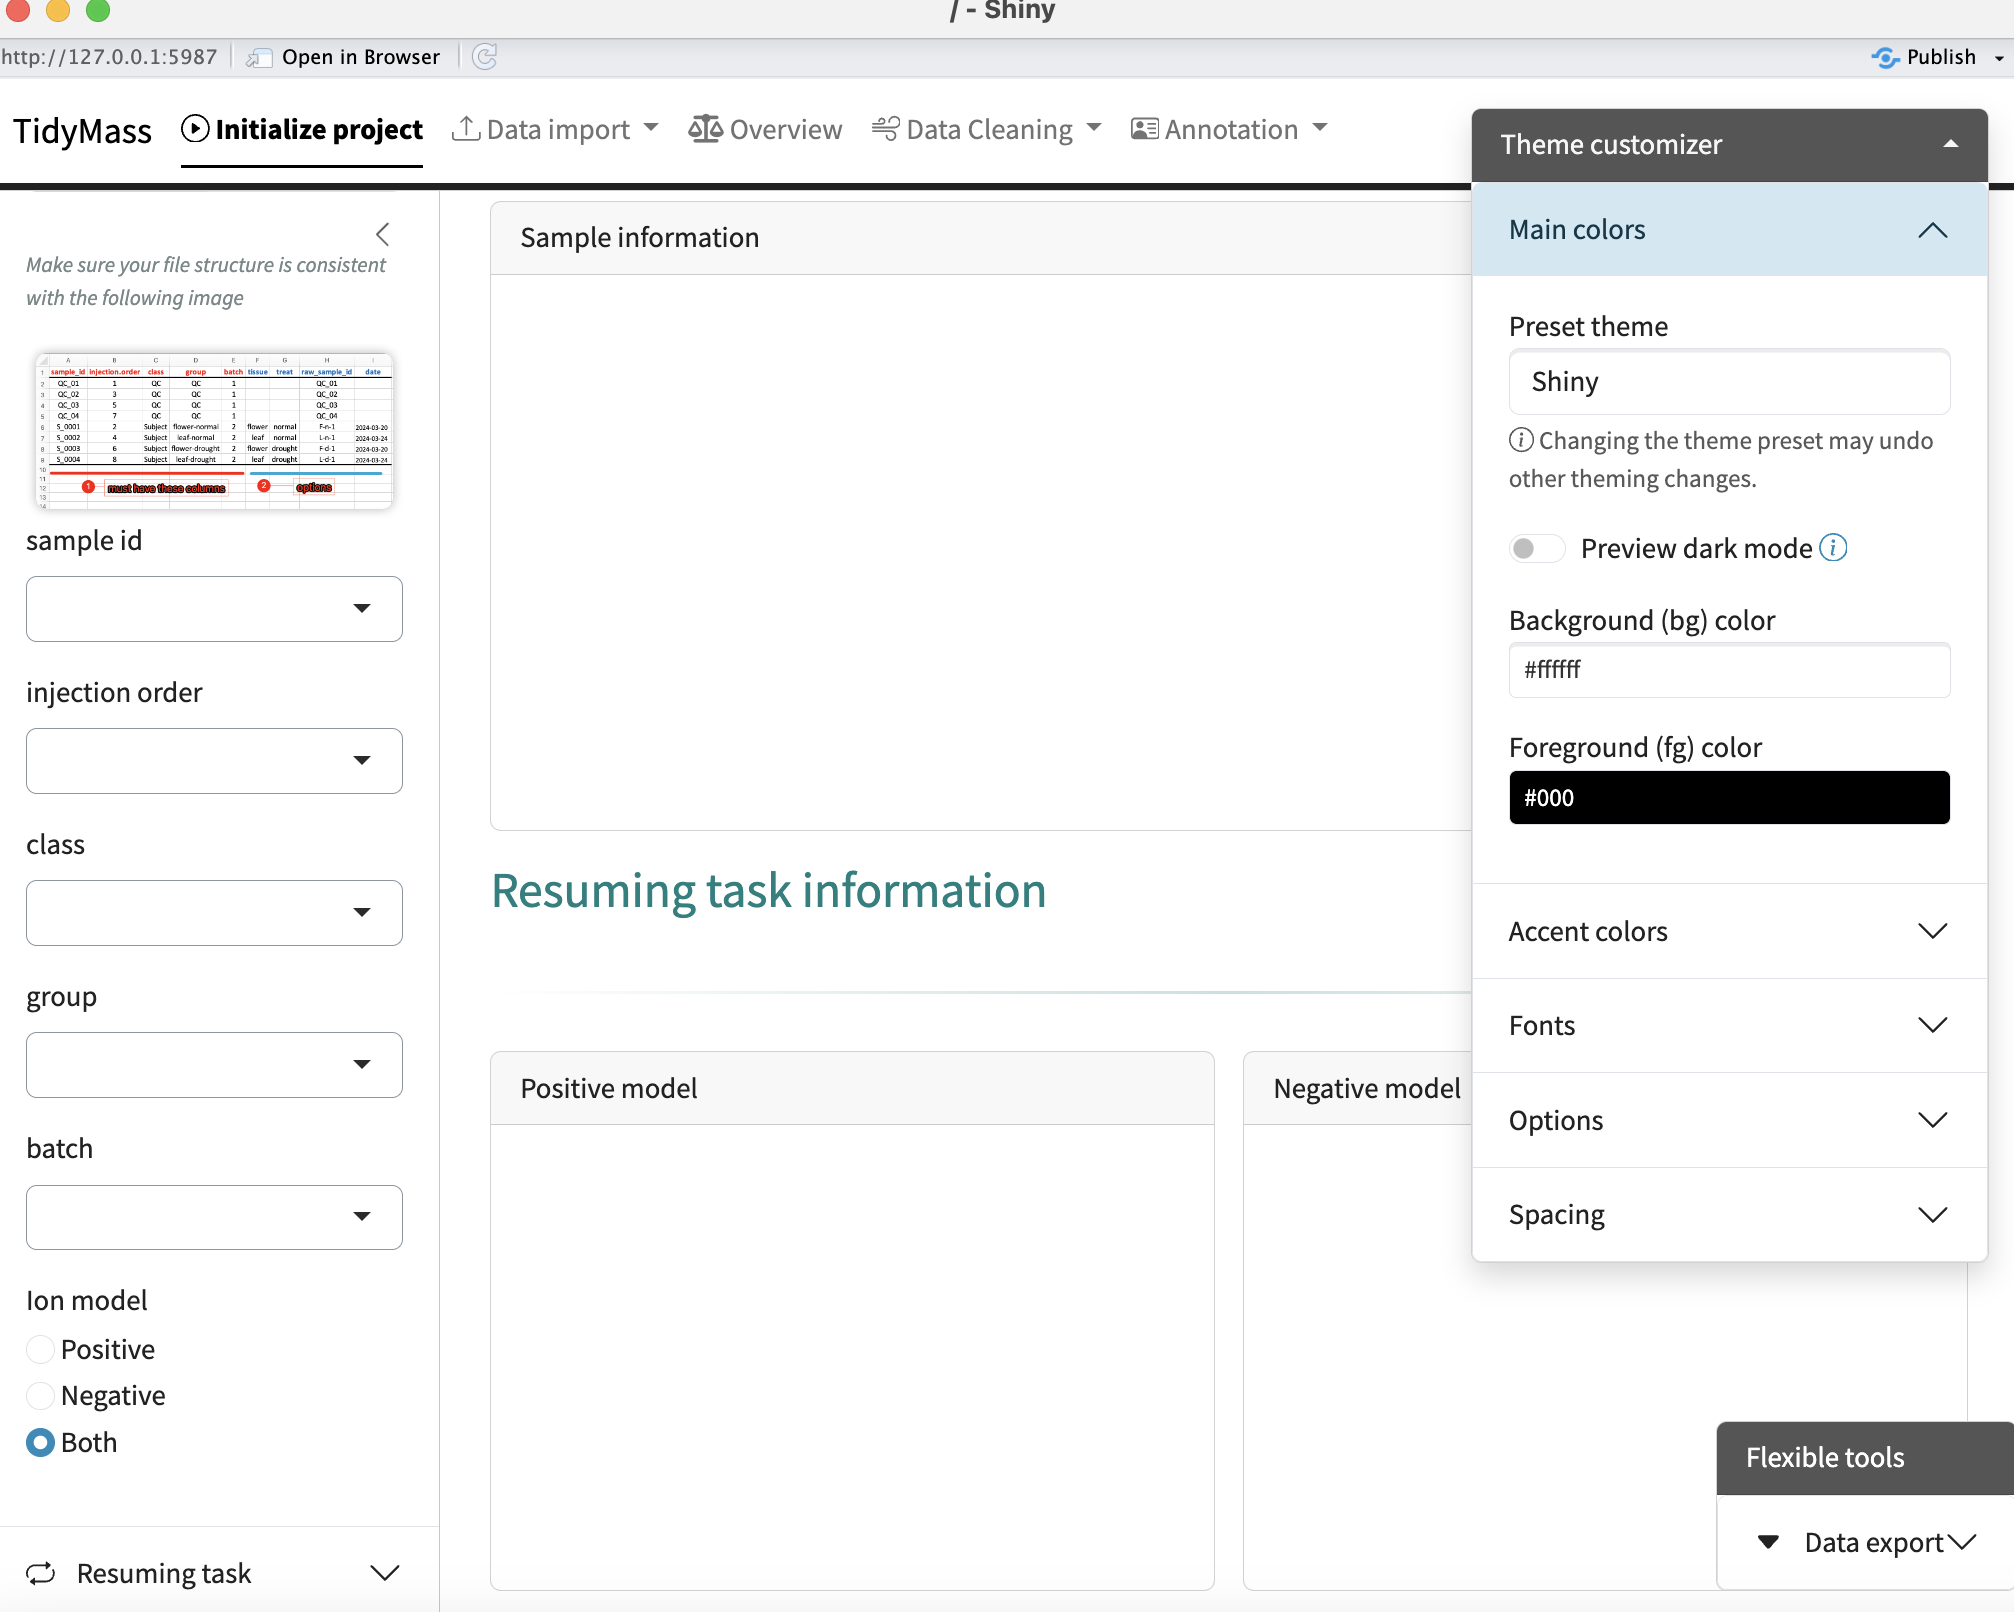 / - Shiny
http://127.0.0.1:5987 Open in Browser Publish
TidyMass Initialize project Data import Overview Data Cleaning Annotation
Make sure your file structure is consistent
with the following image
A B C D E F G H I
1 sample_id injection.order class group batch tissue treat raw_sample_id date
2 QC_01 1 QC QC 1 QC_01
3 QC_02 3 QC QC 1 QC_02
4 QC_03 5 QC QC 1 QC_03
5 QC_04 7 QC QC 1 QC_04
6 S_0001 2 Subject flower-normal 2 flower normal F-n-1 2024-03-20
7 S_0002 4 Subject leaf-normal 2 leaf normal L-n-1 2024-03-24
8 S_0003 6 Subject flower-drought 2 flower drought F-d-1 2024-03-20
9 S_0004 8 Subject leaf-drought 2 leaf drought L-d-1 2024-03-24
10
11
12 1 must have these columns 2 options
13
14
sample id
injection order
class
group
batch
Ion model
Positive
Negative
Both
Resuming task
Sample information
Resuming task information
Positive model
Negative model
Theme customizer
Main colors
Preset theme
Shiny
Changing the theme preset may undo
other theming changes.
Preview dark mode
Background (bg) color
#ffffff
Foreground (fg) color
#000
Accent colors
Fonts
Options
Spacing
Flexible tools
Data export